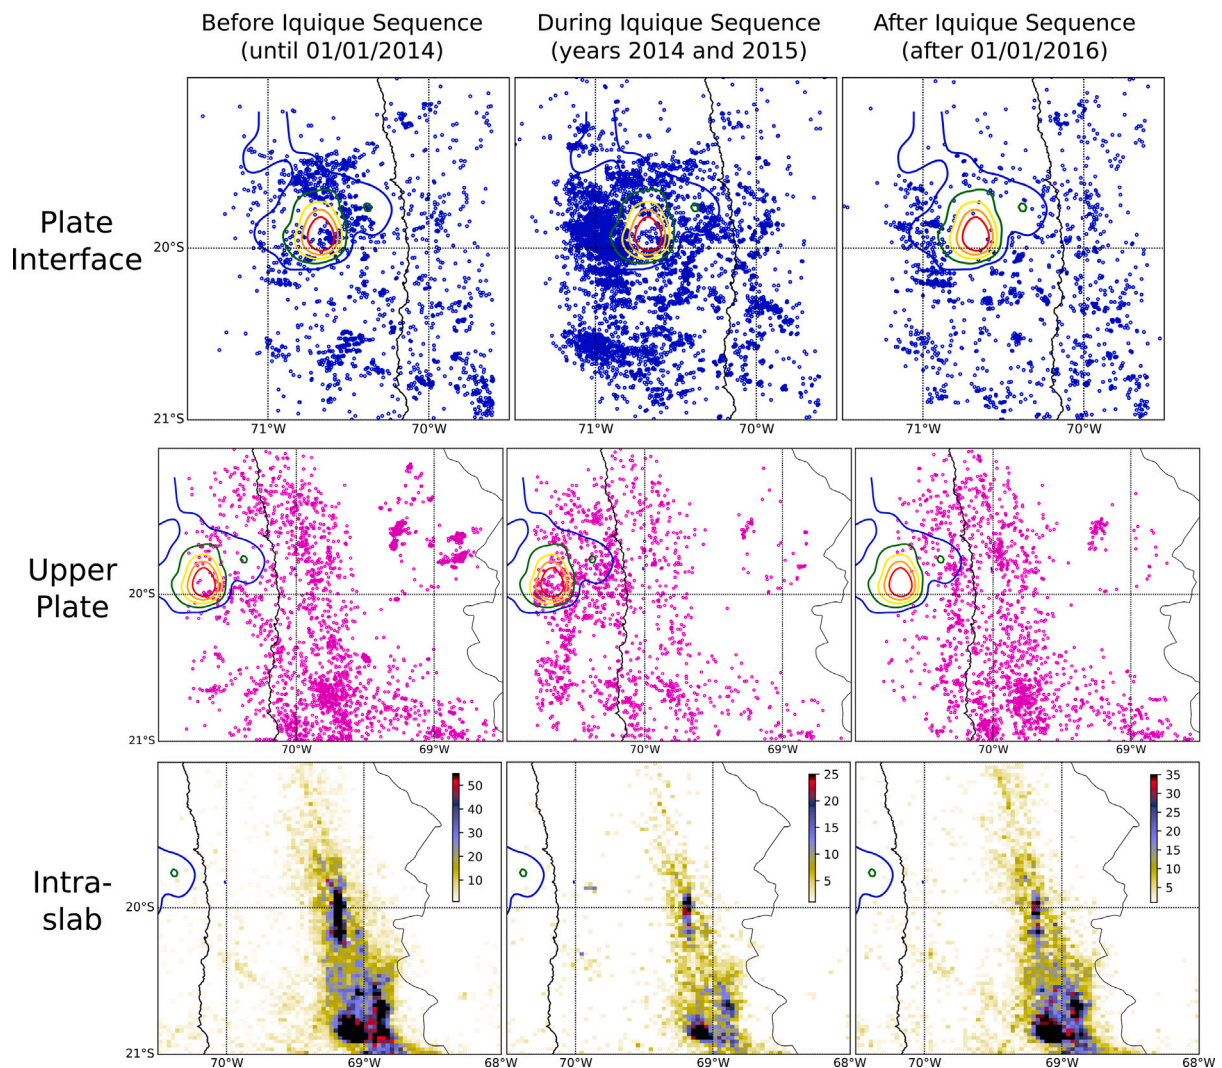 Before Iquique Sequence
(until 01/01/2014)
During Iquique Sequence
(years 2014 and 2015)
After Iquique Sequence
(after 01/01/2016)
Plate
Interface
20°S
21°S
71°W 70°W
71°W 70°W
71°W 70°W
Upper
Plate
20°S
21°S
70°W 69°W
70°W 69°W
70°W 69°W
Intra-
slab
50
40
30
20
10
25
20
15
10
5
1
35
30
25
20
15
10
5
20°S
21°S
70°W 69°W 68°W
70°W 69°W
70°W 69°W 68°W